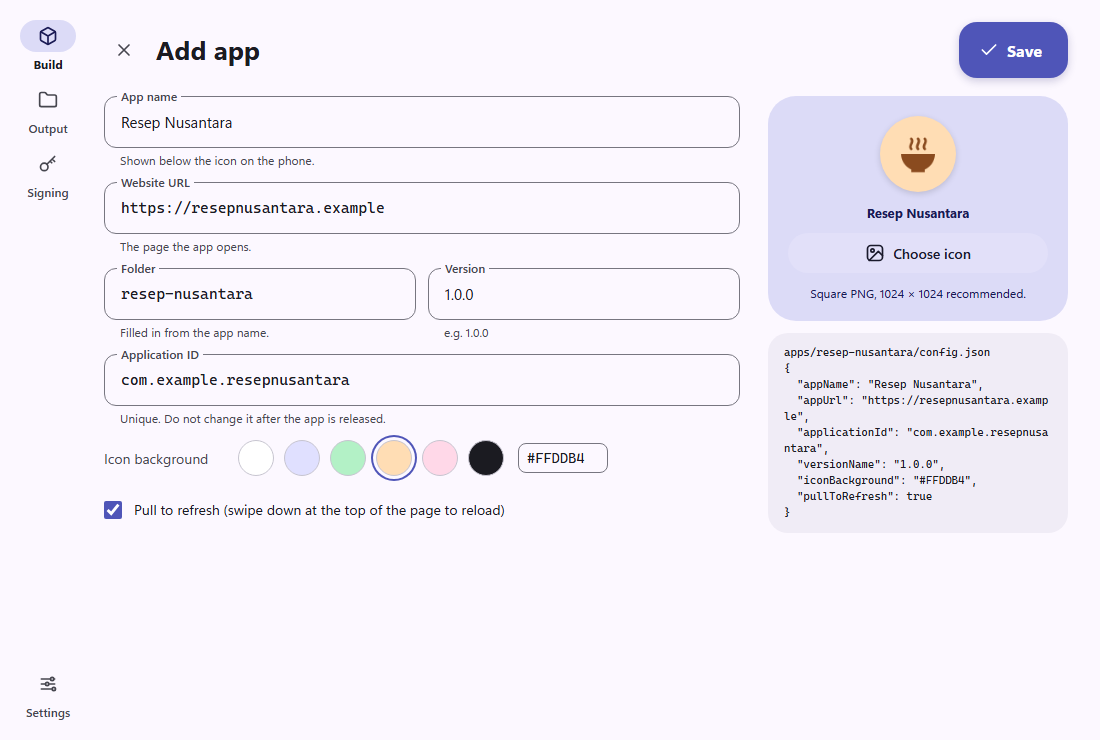 Build
Output
Signing
Settings
Add app
Save
App name
Resep Nusantara
Shown below the icon on the phone.
Website URL
https://resepnusantara.example
The page the app opens.
Folder
resep-nusantara
Filled in from the app name.
Version
1.0.0
e.g. 1.0.0
Application ID
com.example.resepnusantara
Unique. Do not change it after the app is released.
Icon background
#FFDDB4
Pull to refresh (swipe down at the top of the page to reload)
Resep Nusantara
Choose icon
Square PNG, 1024 × 1024 recommended.
apps/resep-nusantara/config.json
{
  "appName": "Resep Nusantara",
  "appUrl": "https://resepnusantara.examp
le",
  "applicationId": "com.example.resepnusa
ntara",
  "versionName": "1.0.0",
  "iconBackground": "#FFDDB4",
  "pullToRefresh": true
}